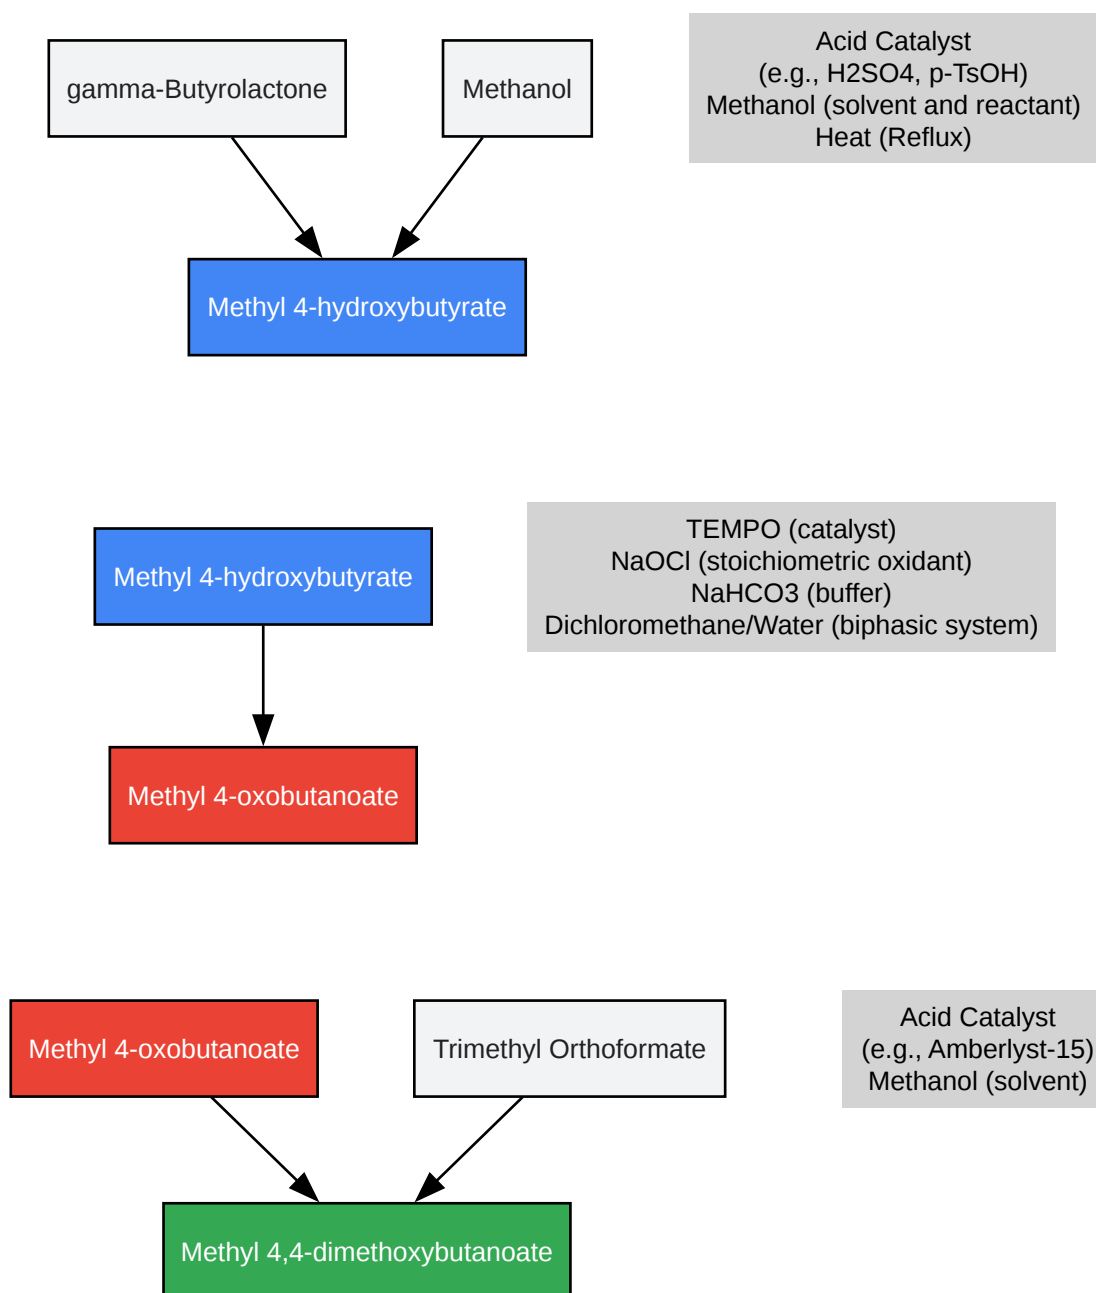 gamma-Butyrolactone
Methanol
Acid Catalyst
(e.g., H2SO4, p-TsOH)
Methanol (solvent and reactant)
Heat (Reflux)
Methyl 4-hydroxybutyrate
Methyl 4-hydroxybutyrate
TEMPO (catalyst)
NaOCl (stoichiometric oxidant)
NaHCO3 (buffer)
Dichloromethane/Water (biphasic system)
Methyl 4-oxobutanoate
Methyl 4-oxobutanoate
Trimethyl Orthoformate
Acid Catalyst
(e.g., Amberlyst-15)
Methanol (solvent)
Methyl 4,4-dimethoxybutanoate